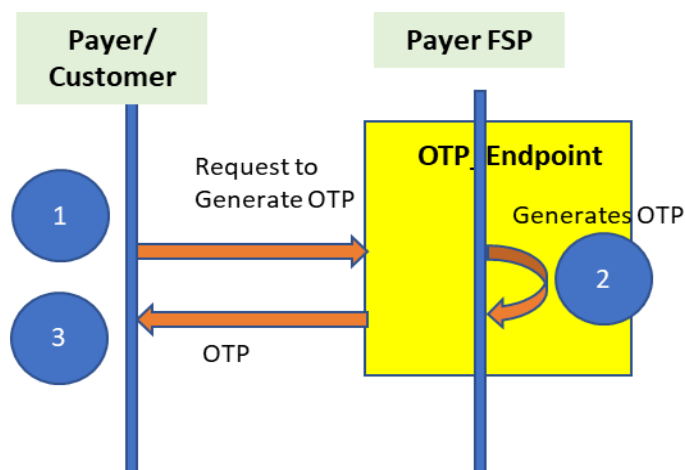 Payer/
Customer
Payer FSP
OTP_Endpoint
Request to
Generate OTP
1
Generates OTP
2
3
OTP